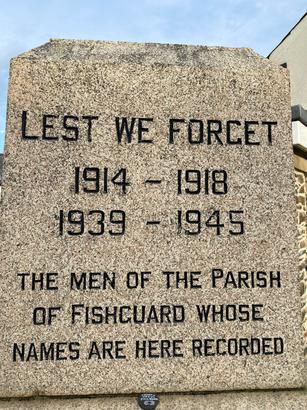 LEST WE FORGET
1914 - 1918
1939 - 1945
THE MEN OF THE PARISH
OF FISHGUARD WHOSE
NAMES ARE HERE RECORDED